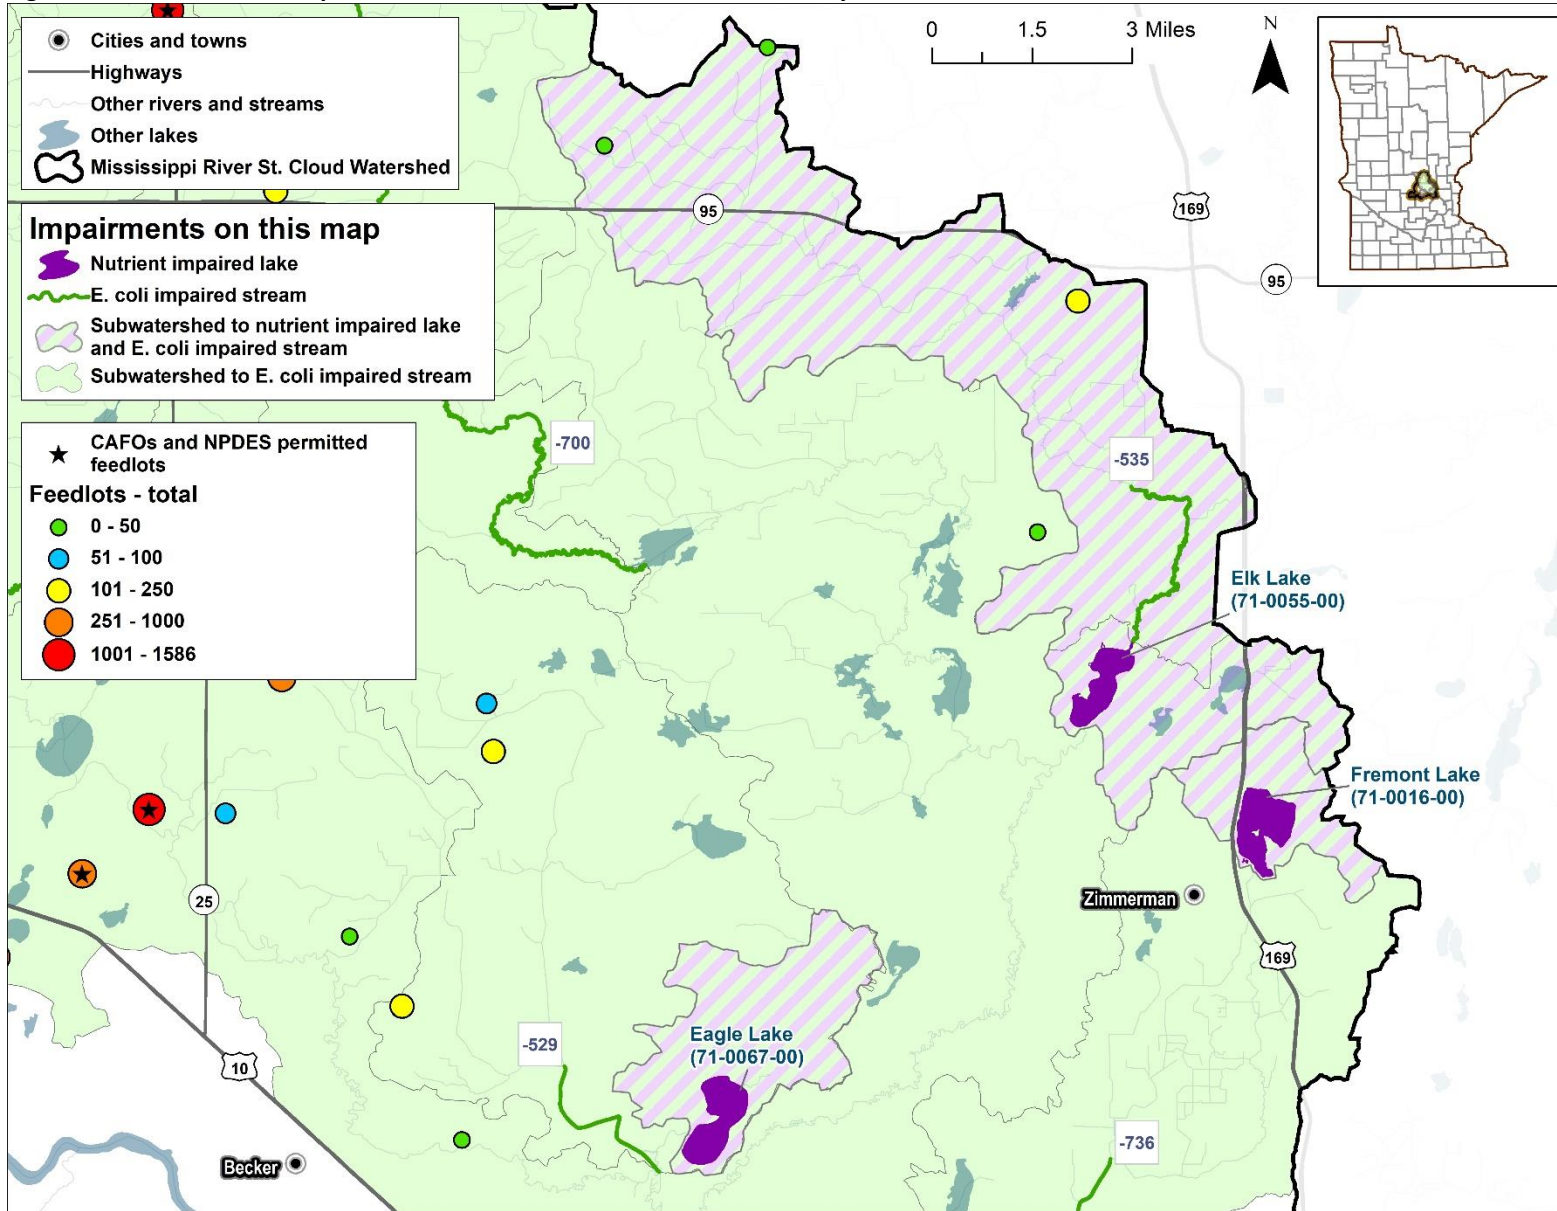 Cities and towns
Highways
Other rivers and streams
Other lakes
Mississippi River St. Cloud Watershed
Impairments on this map
Nutrient impaired lake
E. coli impaired stream
Subwatershed to nutrient impaired lake
and E. coli impaired stream
Subwatershed to E. coli impaired stream
CAFOs and NPDES permitted
feedlots
Feedlots - total
0 - 50
51 - 100
101 - 250
251 - 1000
1001 - 1586
0 1.5 3 Miles
N
95
169
95
-700
-535
Elk Lake
(71-0055-00)
Fremont Lake
(71-0016-00)
25
Zimmerman
169
Eagle Lake
(71-0067-00)
-529
10
-736
Becker